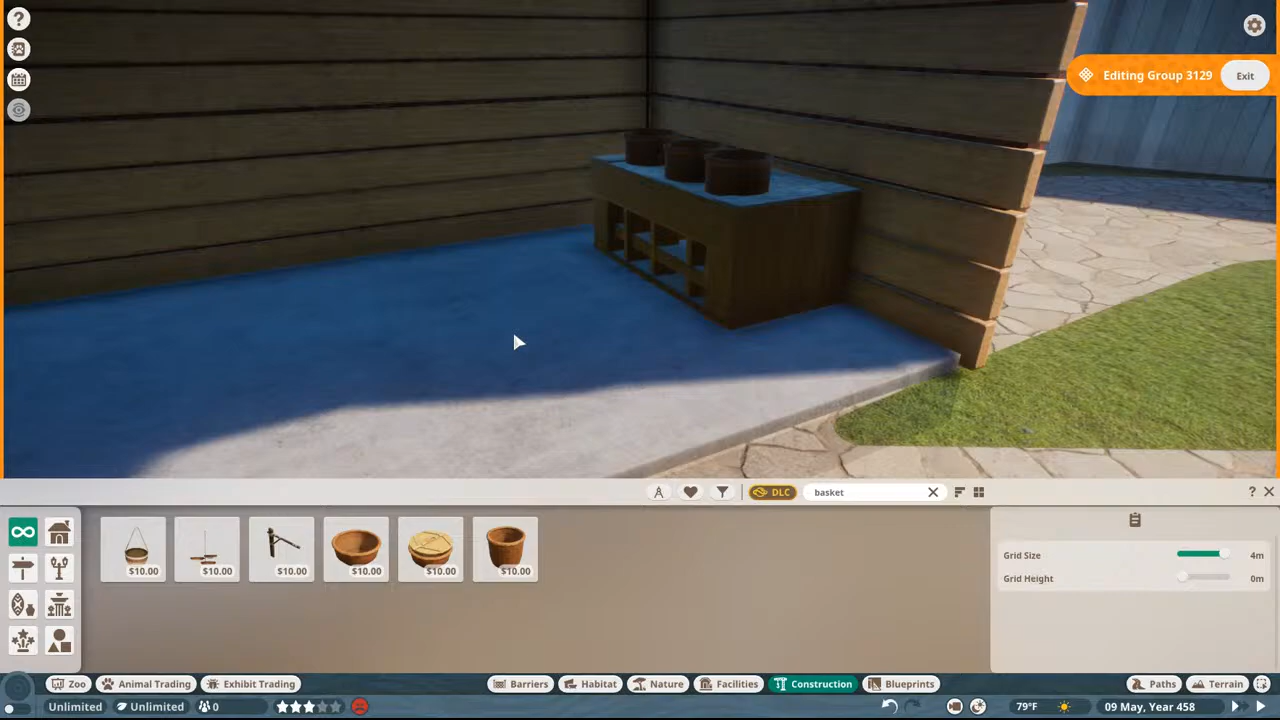 Editing Group 3129
Exit
DLC
basket
?
$10.00
$10.00
$10.00
$10.00
$10.00
$10.00
Grid Size
4m
Grid Height
0m
Zoo
Animal Trading
Exhibit Trading
Barriers
Habitat
Nature
Facilities
Construction
Blueprints
Paths
Terrain
Unlimited
Unlimited
0
79°F
09 May, Year 458